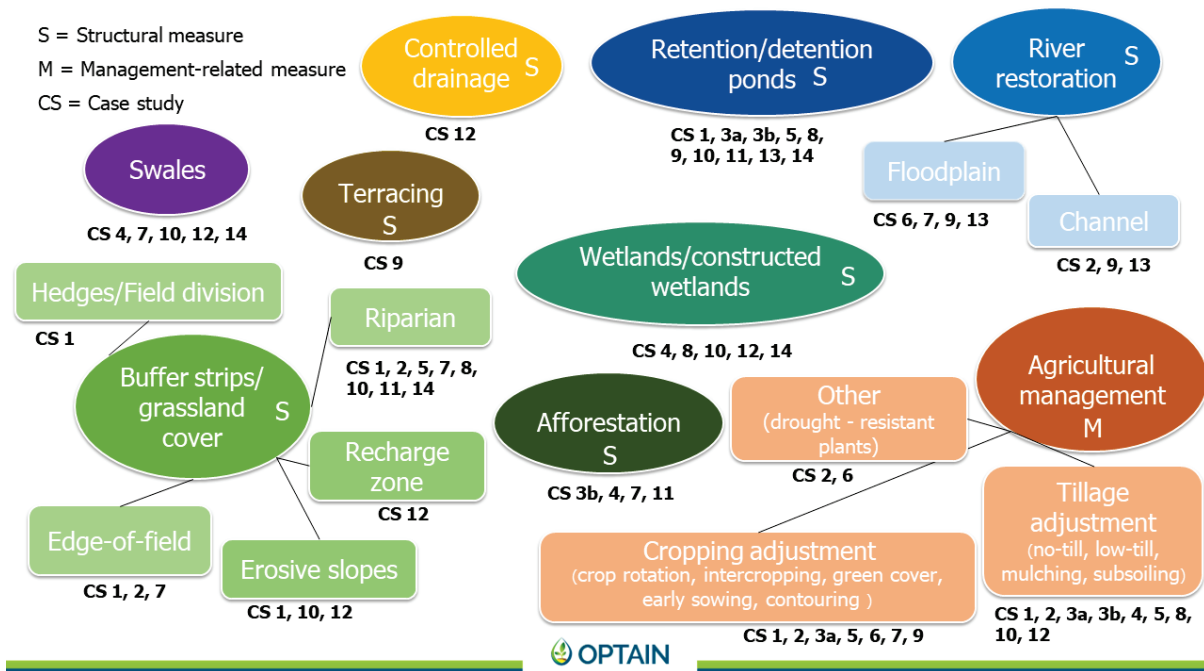 S = Structural measure
M = Management-related measure
CS = Case study
Controlled
drainage S
CS 12
Retention/detention
ponds S
CS 1, 3a, 3b, 5, 8,
9, 10, 11, 13, 14
River
restoration S
Floodplain
CS 6, 7, 9, 13
Channel
CS 2, 9, 13
Swales
CS 4, 7, 10, 12, 14
Terracing
S
CS 9
Wetlands/constructed
wetlands S
CS 4, 8, 10, 12, 14
Hedges/Field division
CS 1
Riparian
CS 1, 2, 5, 7, 8,
10, 11, 14
Buffer strips/
grassland
cover S
Recharge
zone
CS 12
Edge-of-field
CS 1, 2, 7
Erosive slopes
CS 1, 10, 12
Afforestation
S
CS 3b, 4, 7, 11
Agricultural
management
M
Other
(drought - resistant
plants)
CS 2, 6
Tillage
adjustment
(no-till, low-till,
mulching, subsoiling)
CS 1, 2, 3a, 3b, 4, 5, 8,
10, 12
Cropping adjustment
(crop rotation, intercropping, green cover,
early sowing, contouring )
CS 1, 2, 3a, 5, 6, 7, 9
OPTAIN